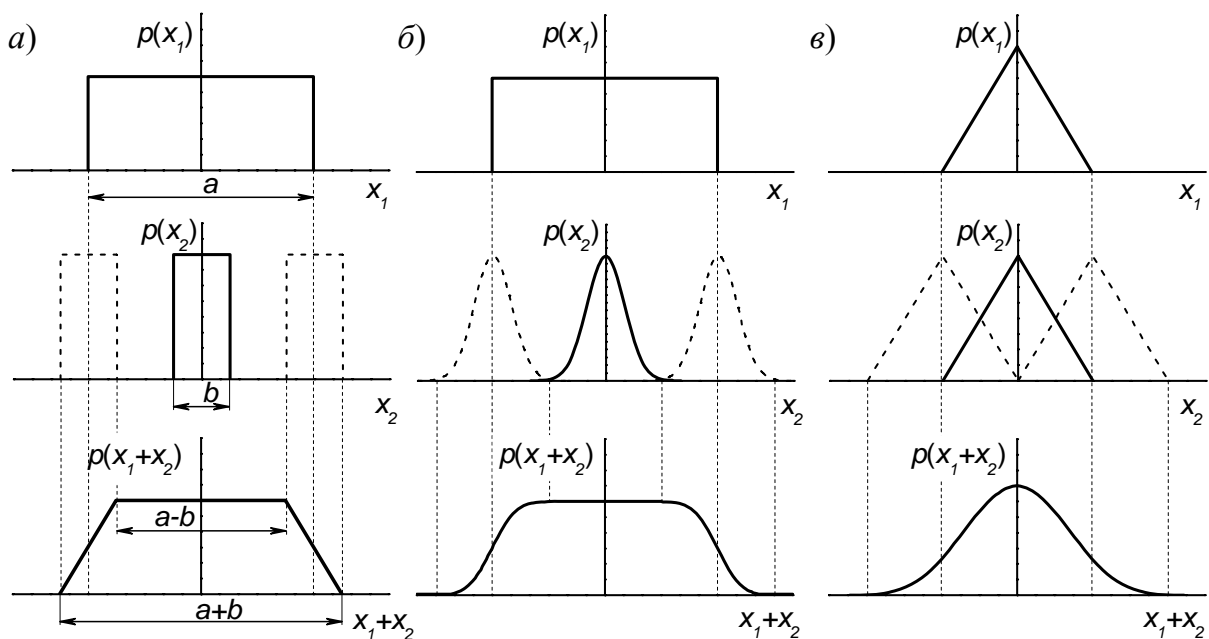 а)
p(x₁)
a
x₁
p(x₂)
b
x₂
p(x₁+x₂)
a-b
a+b
x₁+x₂
б)
p(x₁)
x₁
p(x₂)
x₂
p(x₁+x₂)
x₁+x₂
в)
p(x₁)
x₁
p(x₂)
x₂
p(x₁+x₂)
x₁+x₂